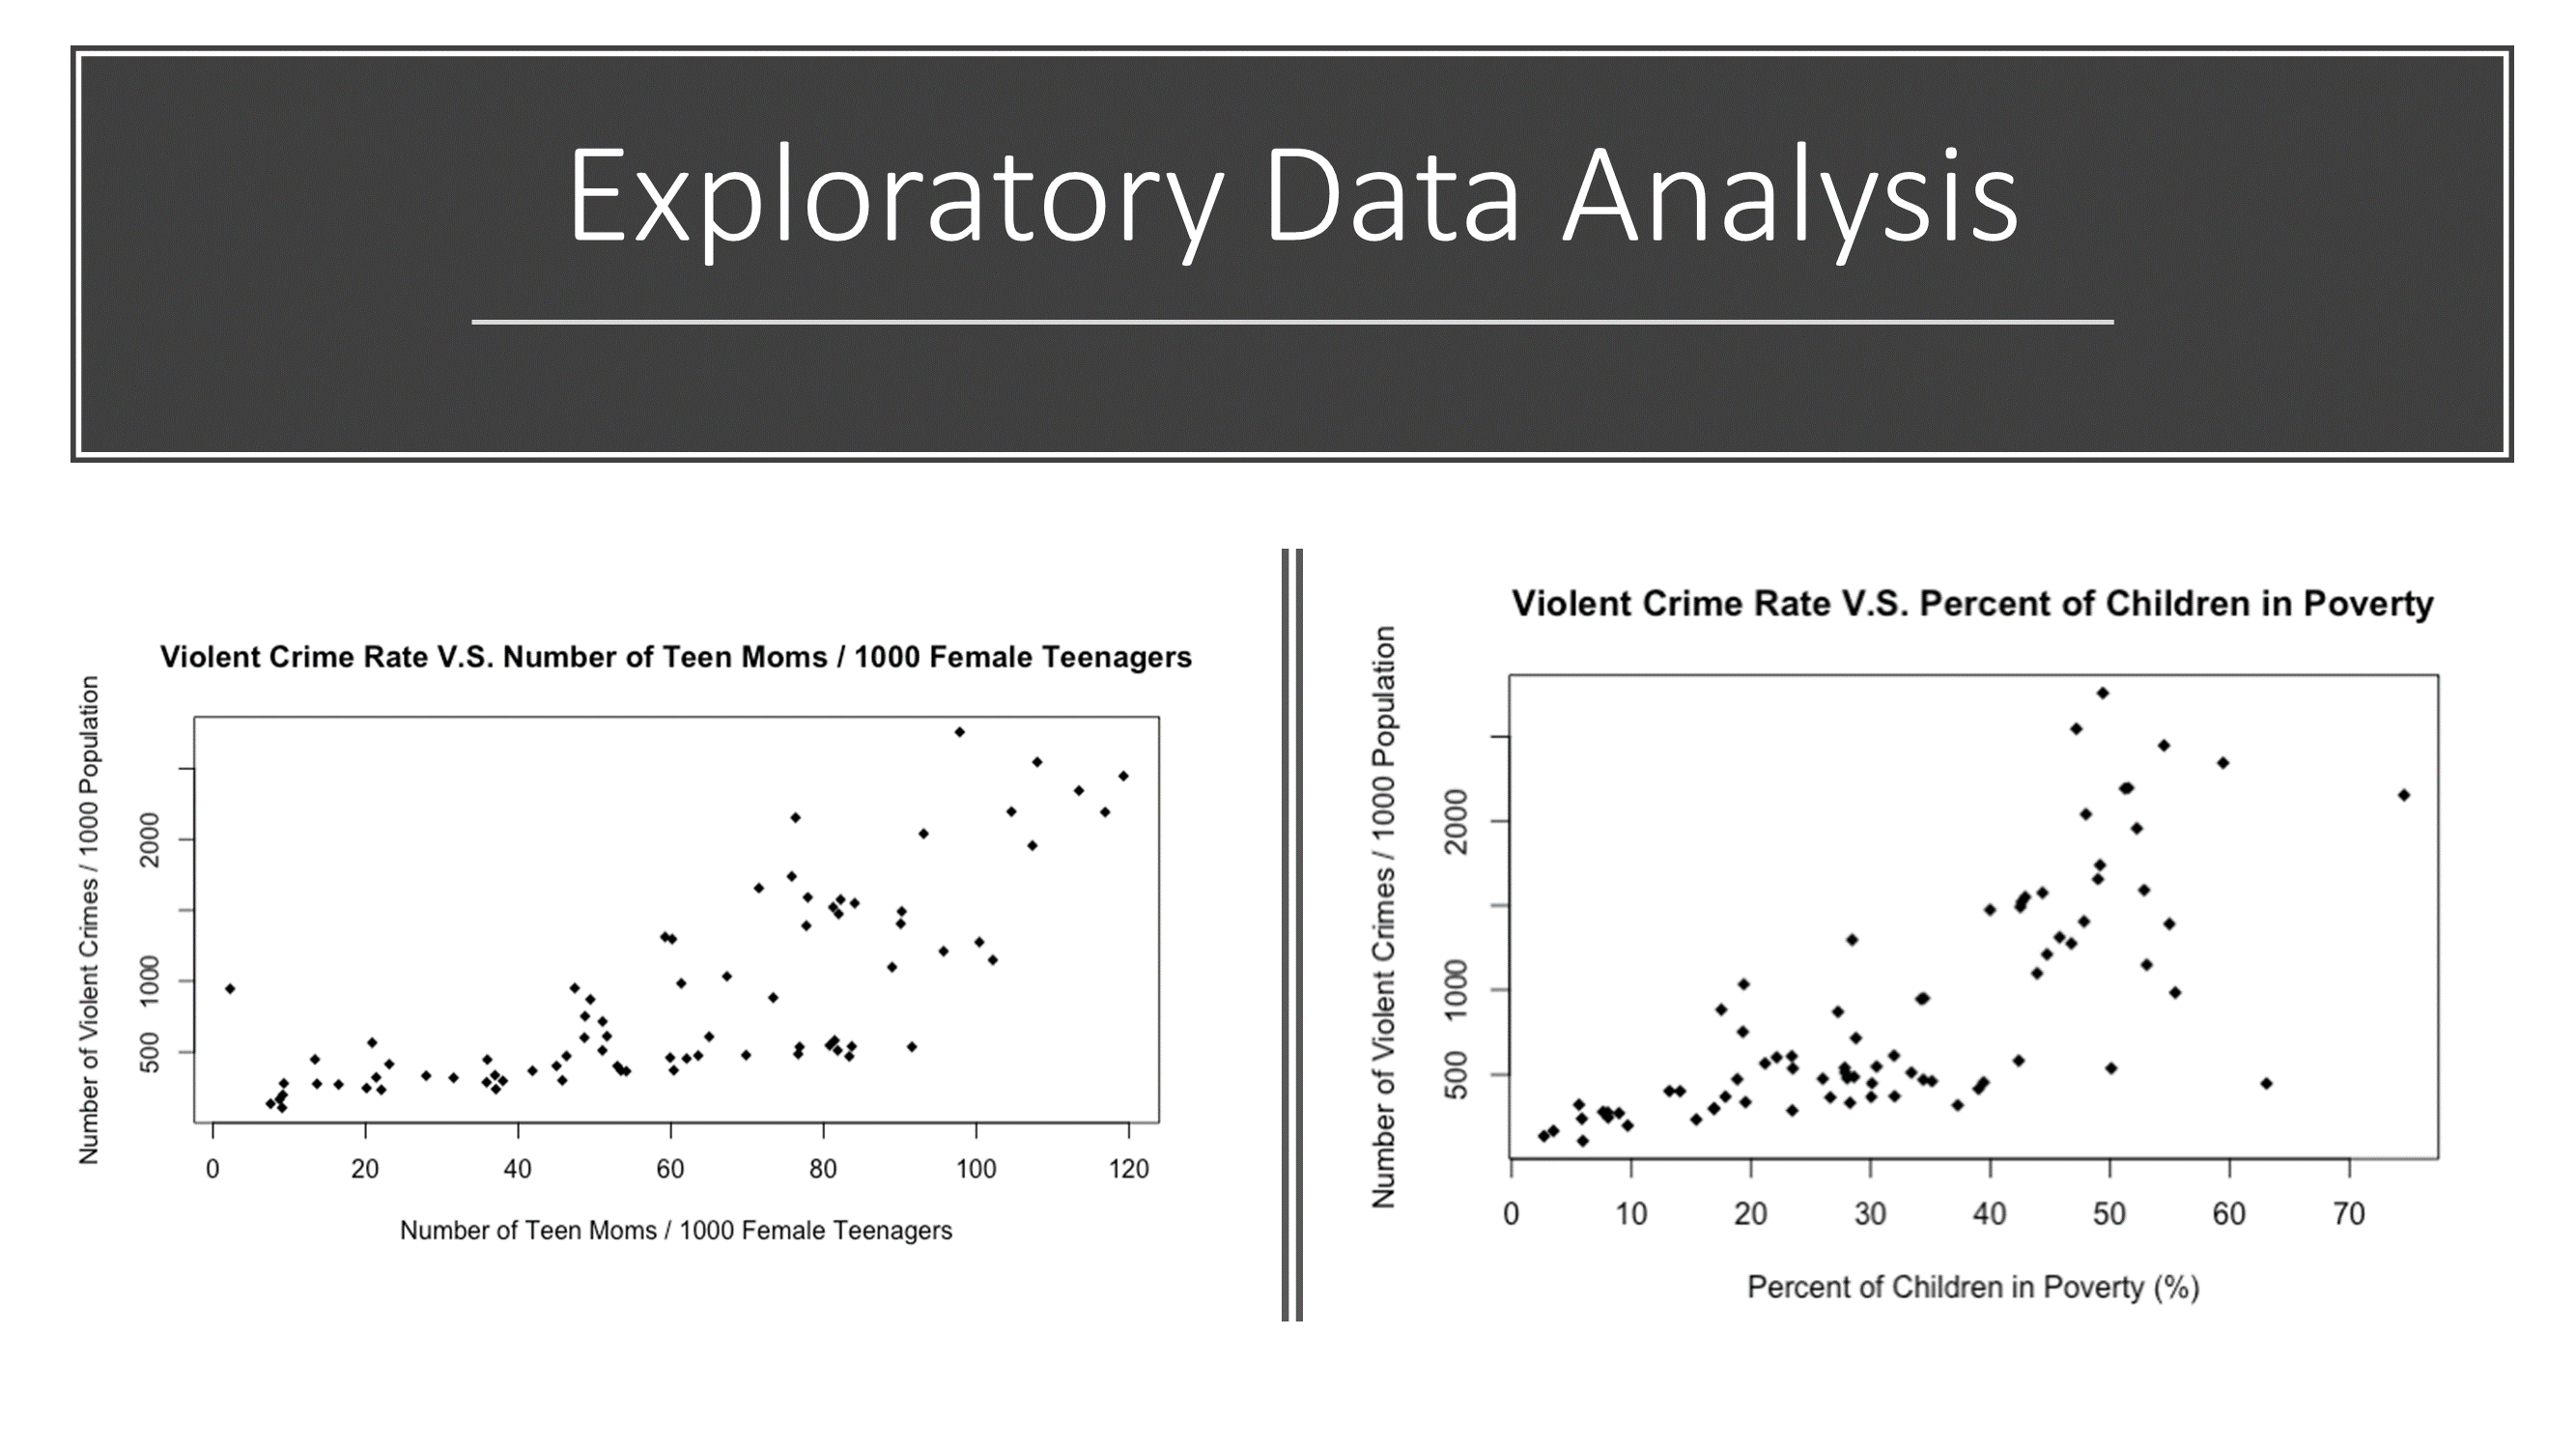 Exploratory Data Analysis
Violent Crime Rate V.S. Number of Teen Moms / 1000 Female Teenagers
Number of Violent Crimes / 1000 Population
2000
1000
500
0 20 40 60 80 100 120
Number of Teen Moms / 1000 Female Teenagers
Violent Crime Rate V.S. Percent of Children in Poverty
Number of Violent Crimes / 1000 Population
2000
1000
500
0 10 20 30 40 50 60 70
Percent of Children in Poverty (%)